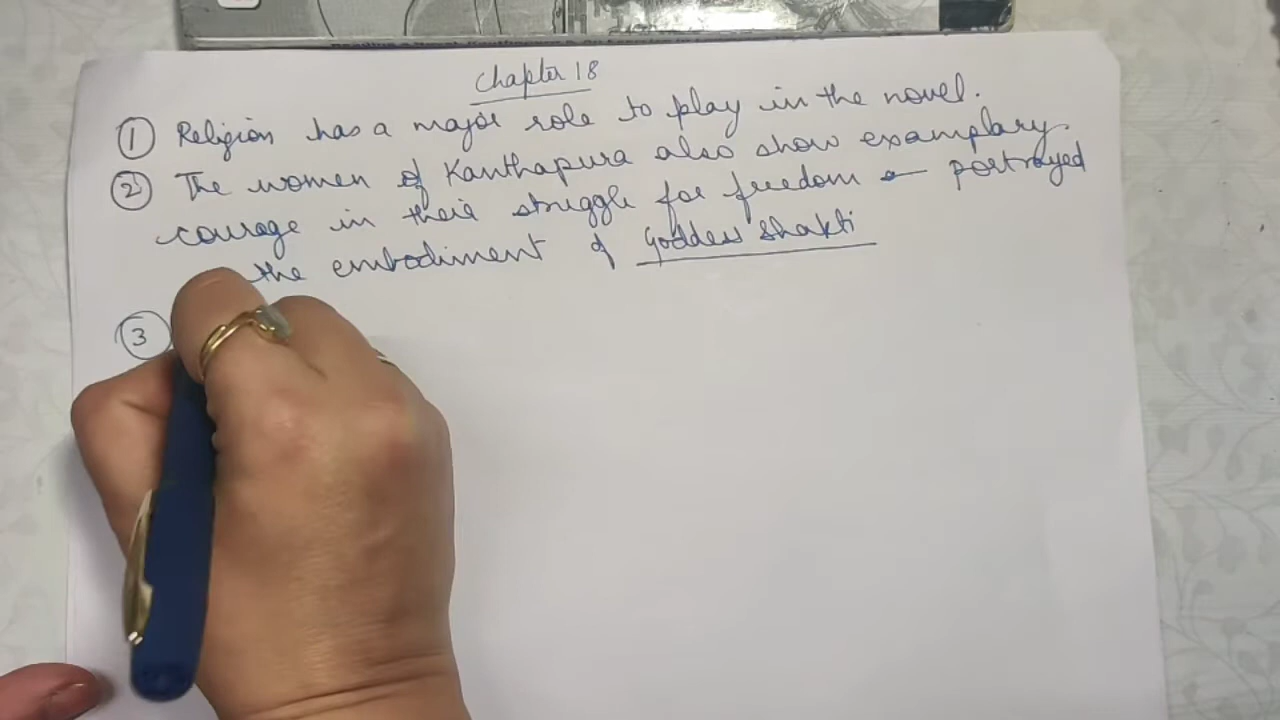 Chapter 18
① Religion has a major role to play in the novel.
② The women of Kanthapura also show examplary
courage in their struggle for freedom - portrayed
the embodiment of Goddess Shakti
③